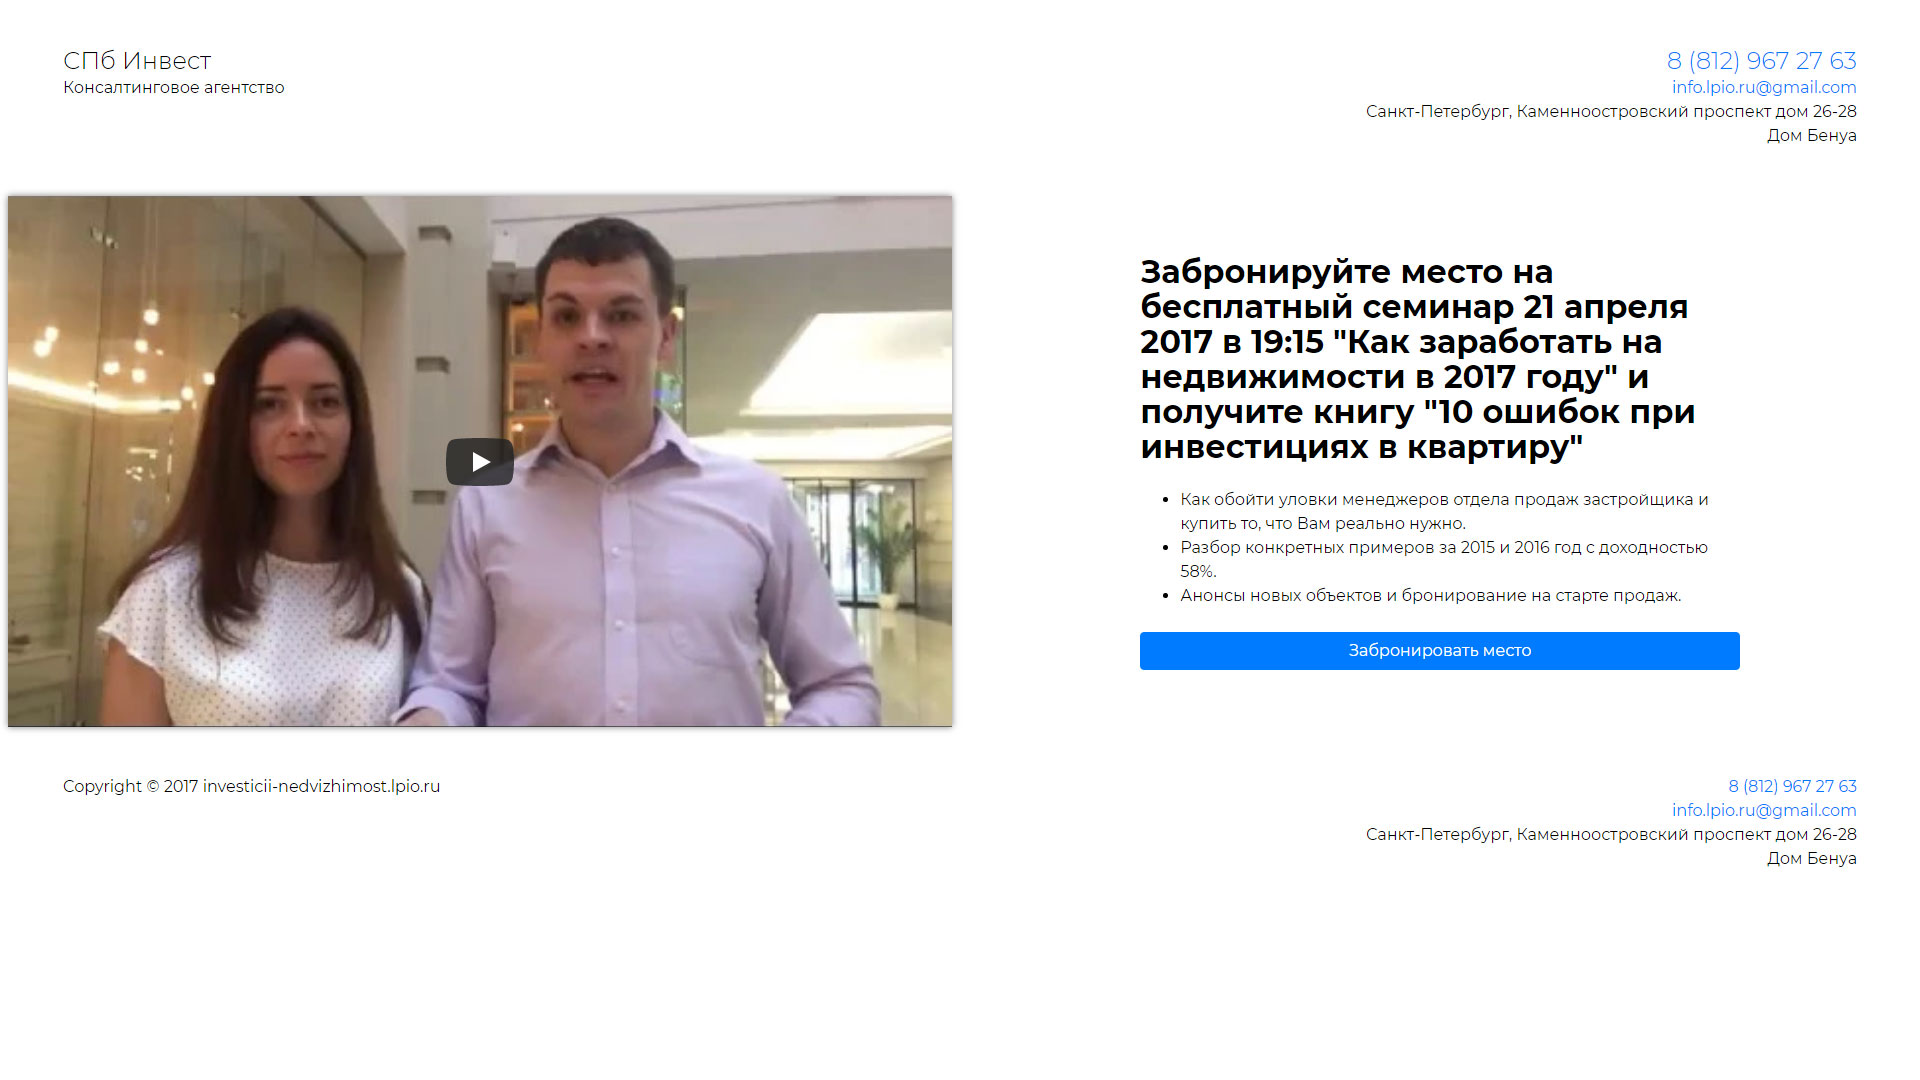 СПб Инвест
Консалтинговое агентство
8 (812) 967 27 63
info.lpio.ru@gmail.com
Санкт-Петербург, Каменноостровский проспект дом 26-28
Дом Бенуа
Забронируйте место на
бесплатный семинар 21 апреля
2017 в 19:15 "Как заработать на
недвижимости в 2017 году" и
получите книгу "10 ошибок при
инвестициях в квартиру"
Как обойти уловки менеджеров отдела продаж застройщика и
купить то, что Вам реально нужно.
Разбор конкретных примеров за 2015 и 2016 год с доходностью
58%.
Анонсы новых объектов и бронирование на старте продаж.
Забронировать место
Copyright © 2017 investicii-nedvizhimost.lpio.ru
8 (812) 967 27 63
info.lpio.ru@gmail.com
Санкт-Петербург, Каменноостровский проспект дом 26-28
Дом Бенуа